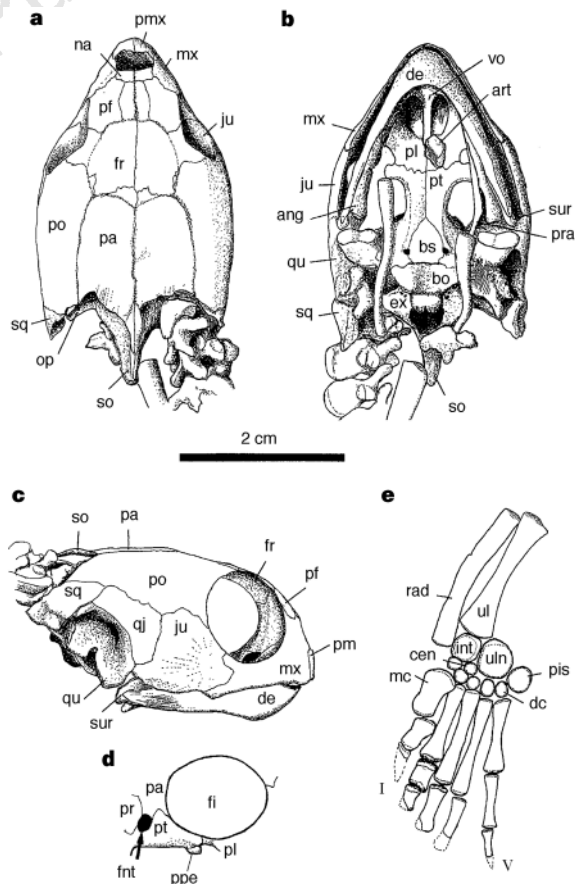 a
pmx
na
mx
pf
ju
fr
po
pa
sq
op
so
b
de
vo
art
mx
pl
ju
pt
ang
sur
pra
qu
bs
bo
sq
ex
so
2 cm
c
so
pa
fr
po
pf
sq
qj
ju
pm
mx
qu
de
sur
d
pa
fi
pr
pt
pl
fnt
ppe
e
rad
ul
int
cen
uln
mc
pis
dc
I
V